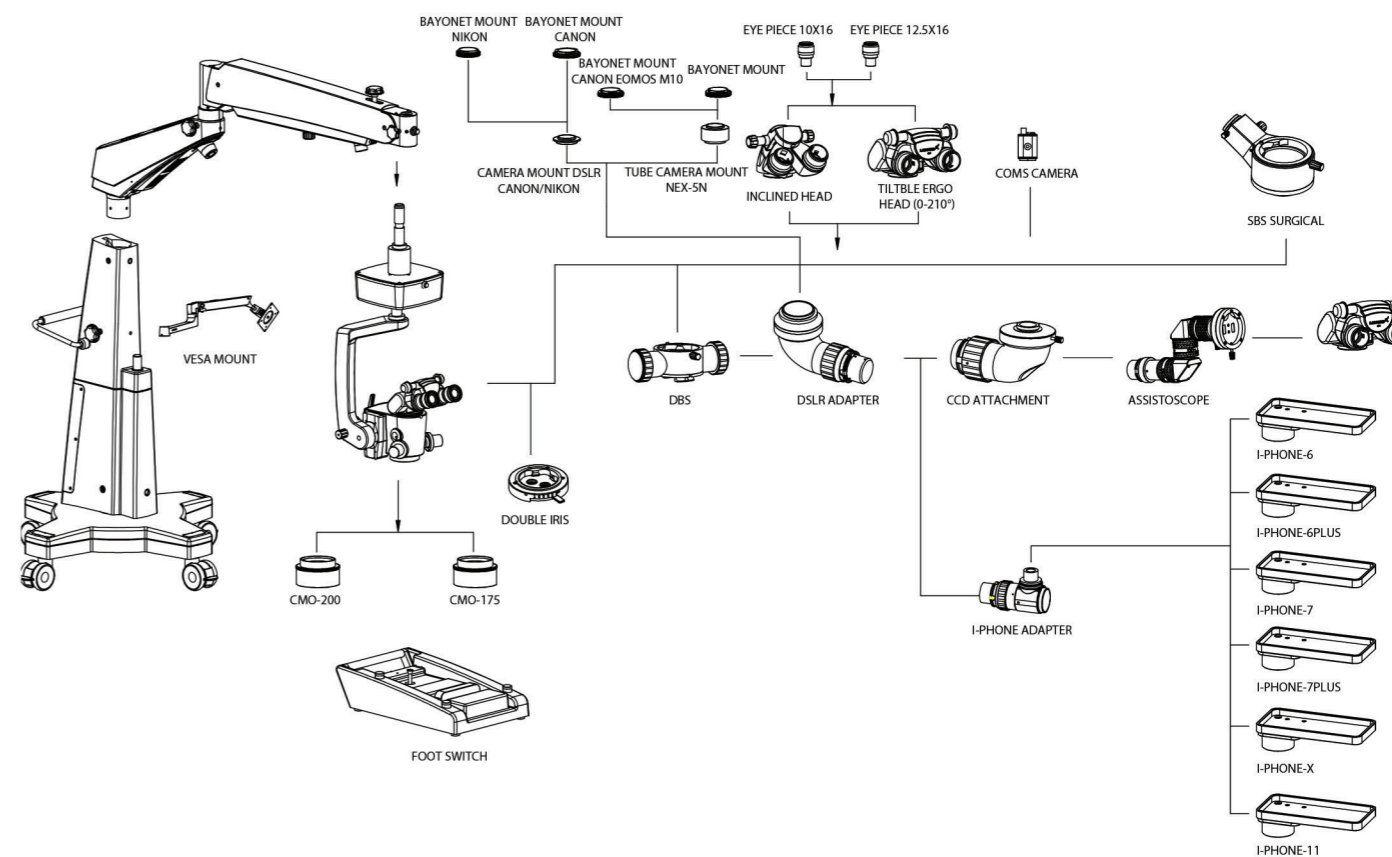 BAYONET MOUNT
NIKON
BAYONET MOUNT
CANON
BAYONET MOUNT
CANON EOMOS M10
BAYONET MOUNT
EYE PIECE 10X16
EYE PIECE 12.5X16
CAMERA MOUNT DSLR
CANON/NIKON
TUBE CAMERA MOUNT
NEX-5N
INCLINED HEAD
TILTBLE ERGO
HEAD (0-210°)
COMS CAMERA
SBS SURGICAL
VESA MOUNT
DBS
DSLR ADAPTER
CCD ATTACHMENT
ASSISTOSCOPE
DOUBLE IRIS
CMO-200
CMO-175
FOOT SWITCH
I-PHONE ADAPTER
I-PHONE-6
I-PHONE-6PLUS
I-PHONE-7
I-PHONE-7PLUS
I-PHONE-X
I-PHONE-11